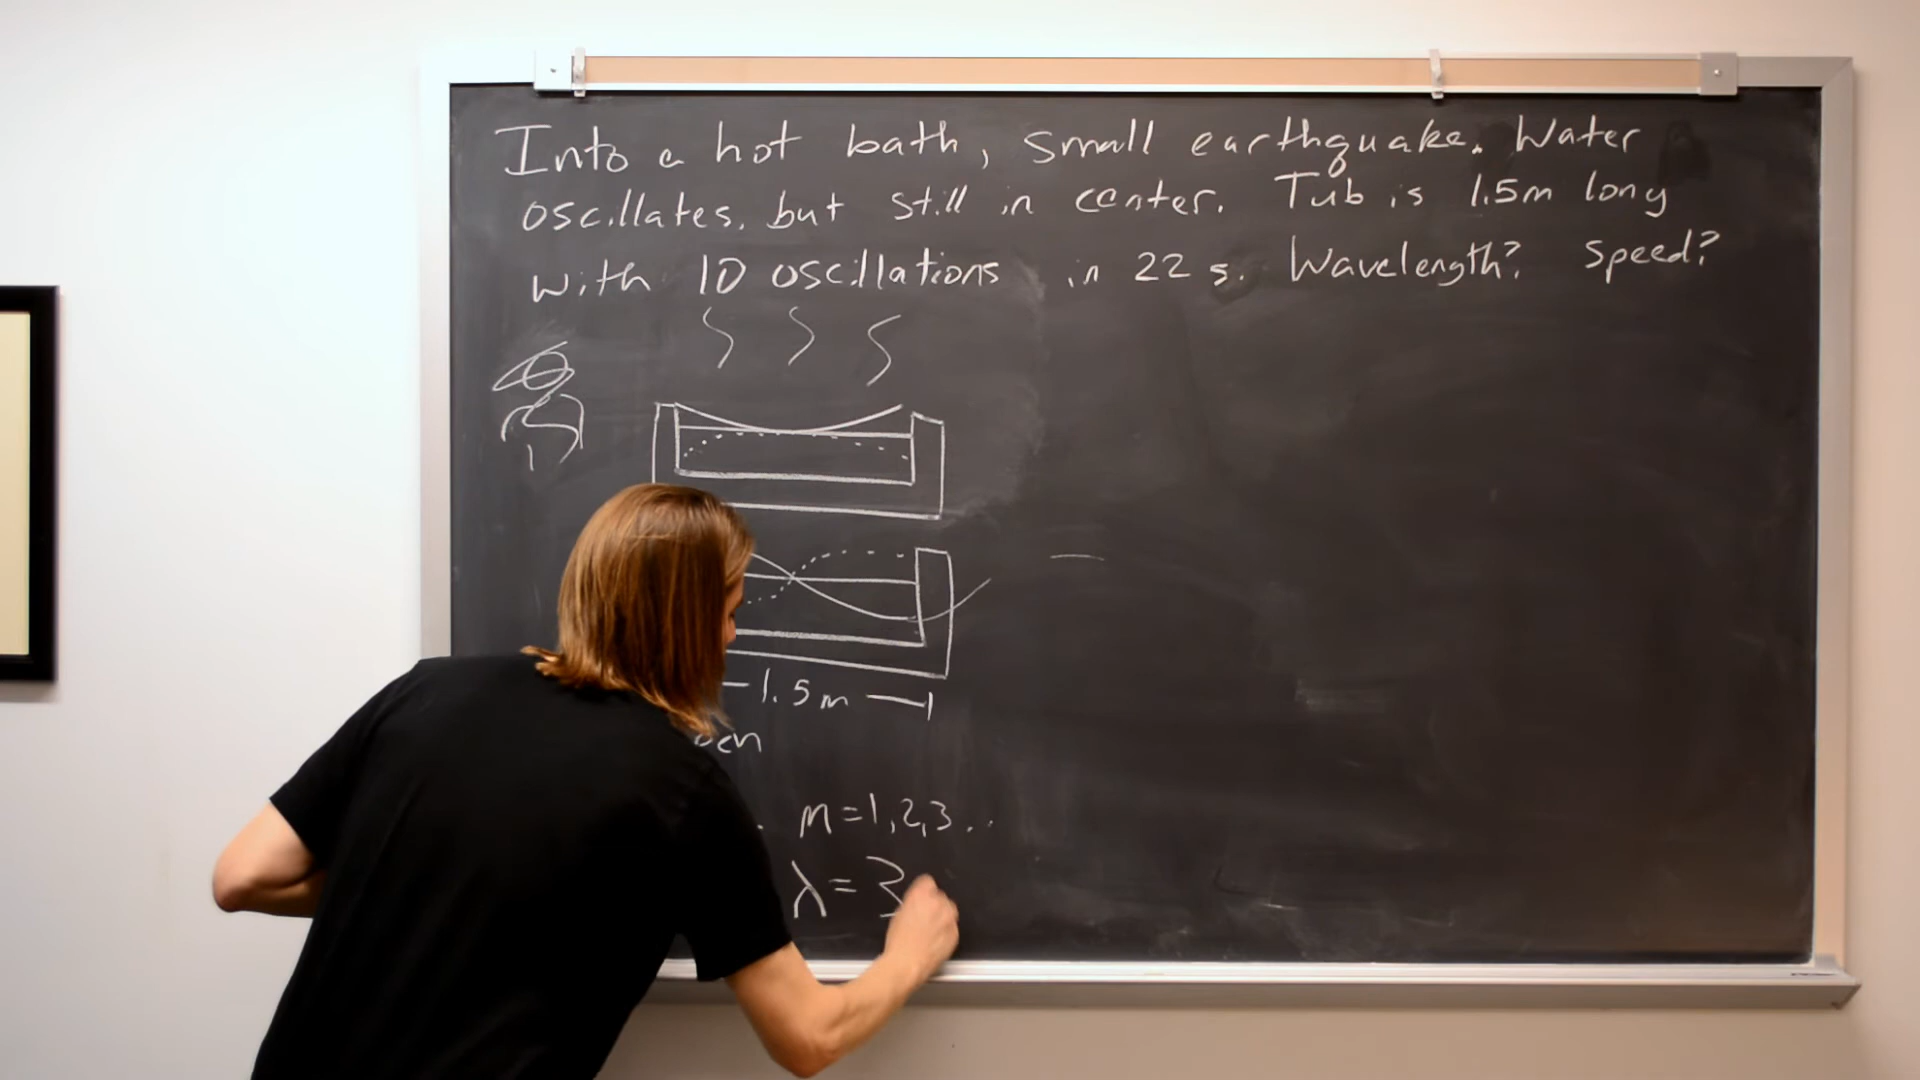 Into a hot bath, small earthquake. Water
oscillates, but still in center. Tub is 1.5m long
with 10 oscillations in 22 s. Wavelength? Speed?
1.5m
m=1,2,3..
λ=3